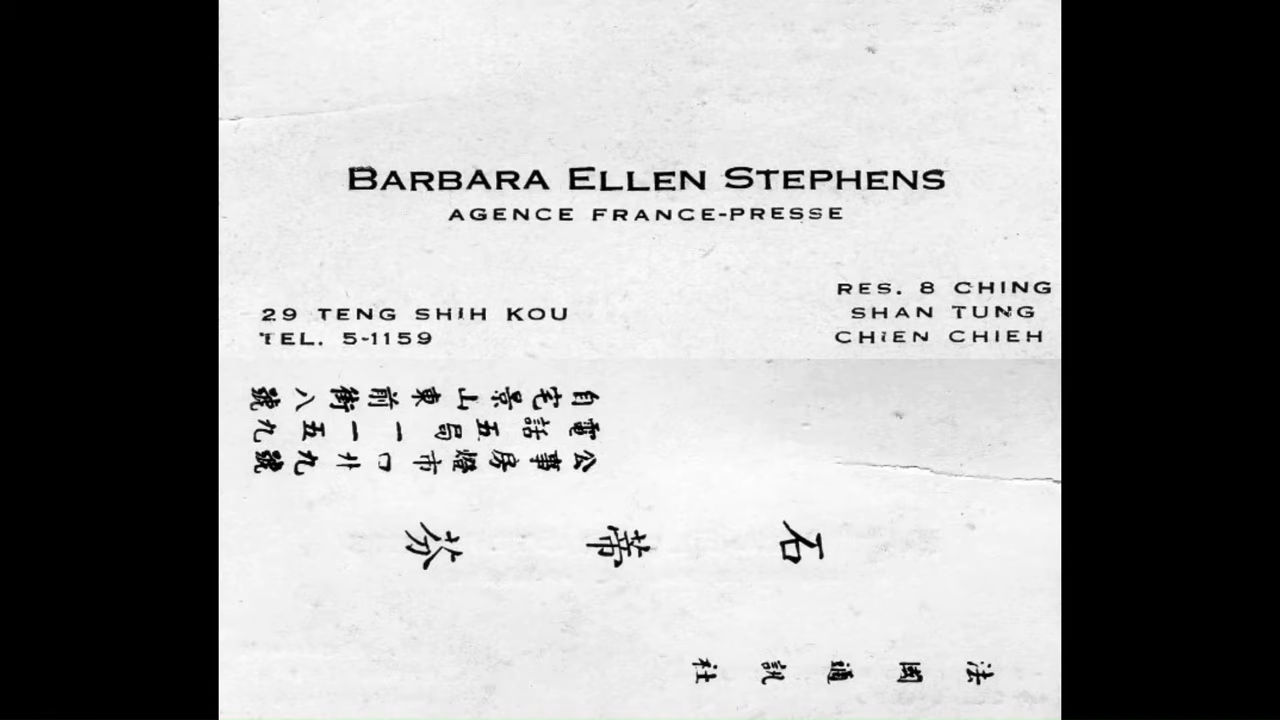 BARBARA ELLEN STEPHENS
AGENCE FRANCE-PRESSE
29 TENG SHIH KOU
TEL. 5-1159
RES. 8 CHING
SHAN TUNG
CHIEN CHIEH
法國通訊社
石蒂芬
公事房燈市口廿九號
電話五局一一五九
自宅景山東前街八號